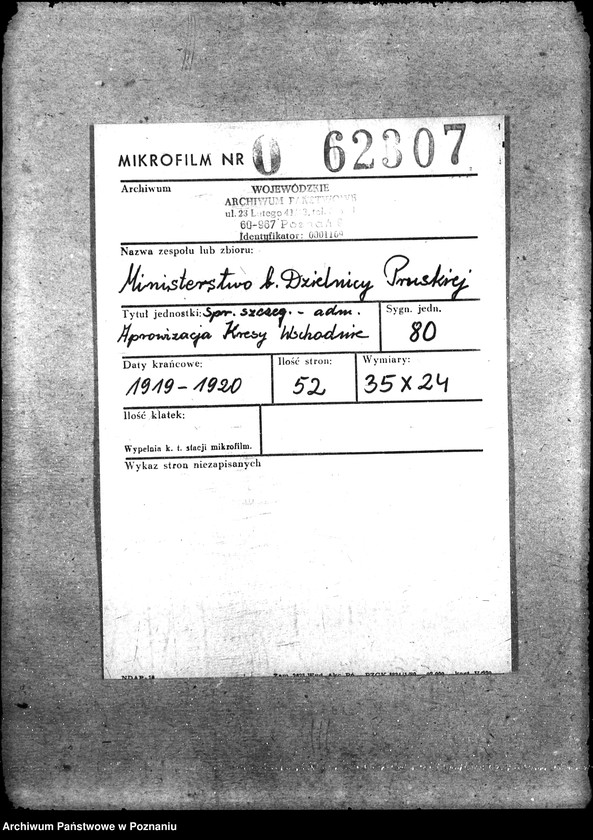 MIKROFILM NR 0 62307
Archiwum
WOJEWÓDZKIE
ARCHIWUM PAŃSTWOWE
ul. 23 Lutego 41
60-967 Poznań
Identyfikator: 6001169
Nazwa zespołu lub zbioru:
Ministerstwo b. Dzielnicy Pruskiej
Tytuł jednostki: Spr. szczeg. - adm.
Aprowizacja Kresy Wschodnie
Sygn. jedn.
80
Daty krańcowe:
1919-1920
Ilość stron:
52
Wymiary:
35 x 24
Ilość klatek:
Wypełnia k. t. stacji mikrofilm.
Wykaz stron niezapisanych
Archiwum Państwowe w Poznaniu